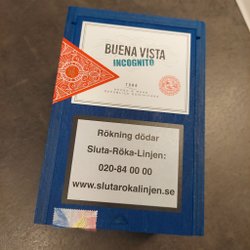 BUENA VISTA
INCOGNITO
Rökning dödar
Sluta-Röka-Linjen:
020-84 00 00
www.slutarokalinjen.se